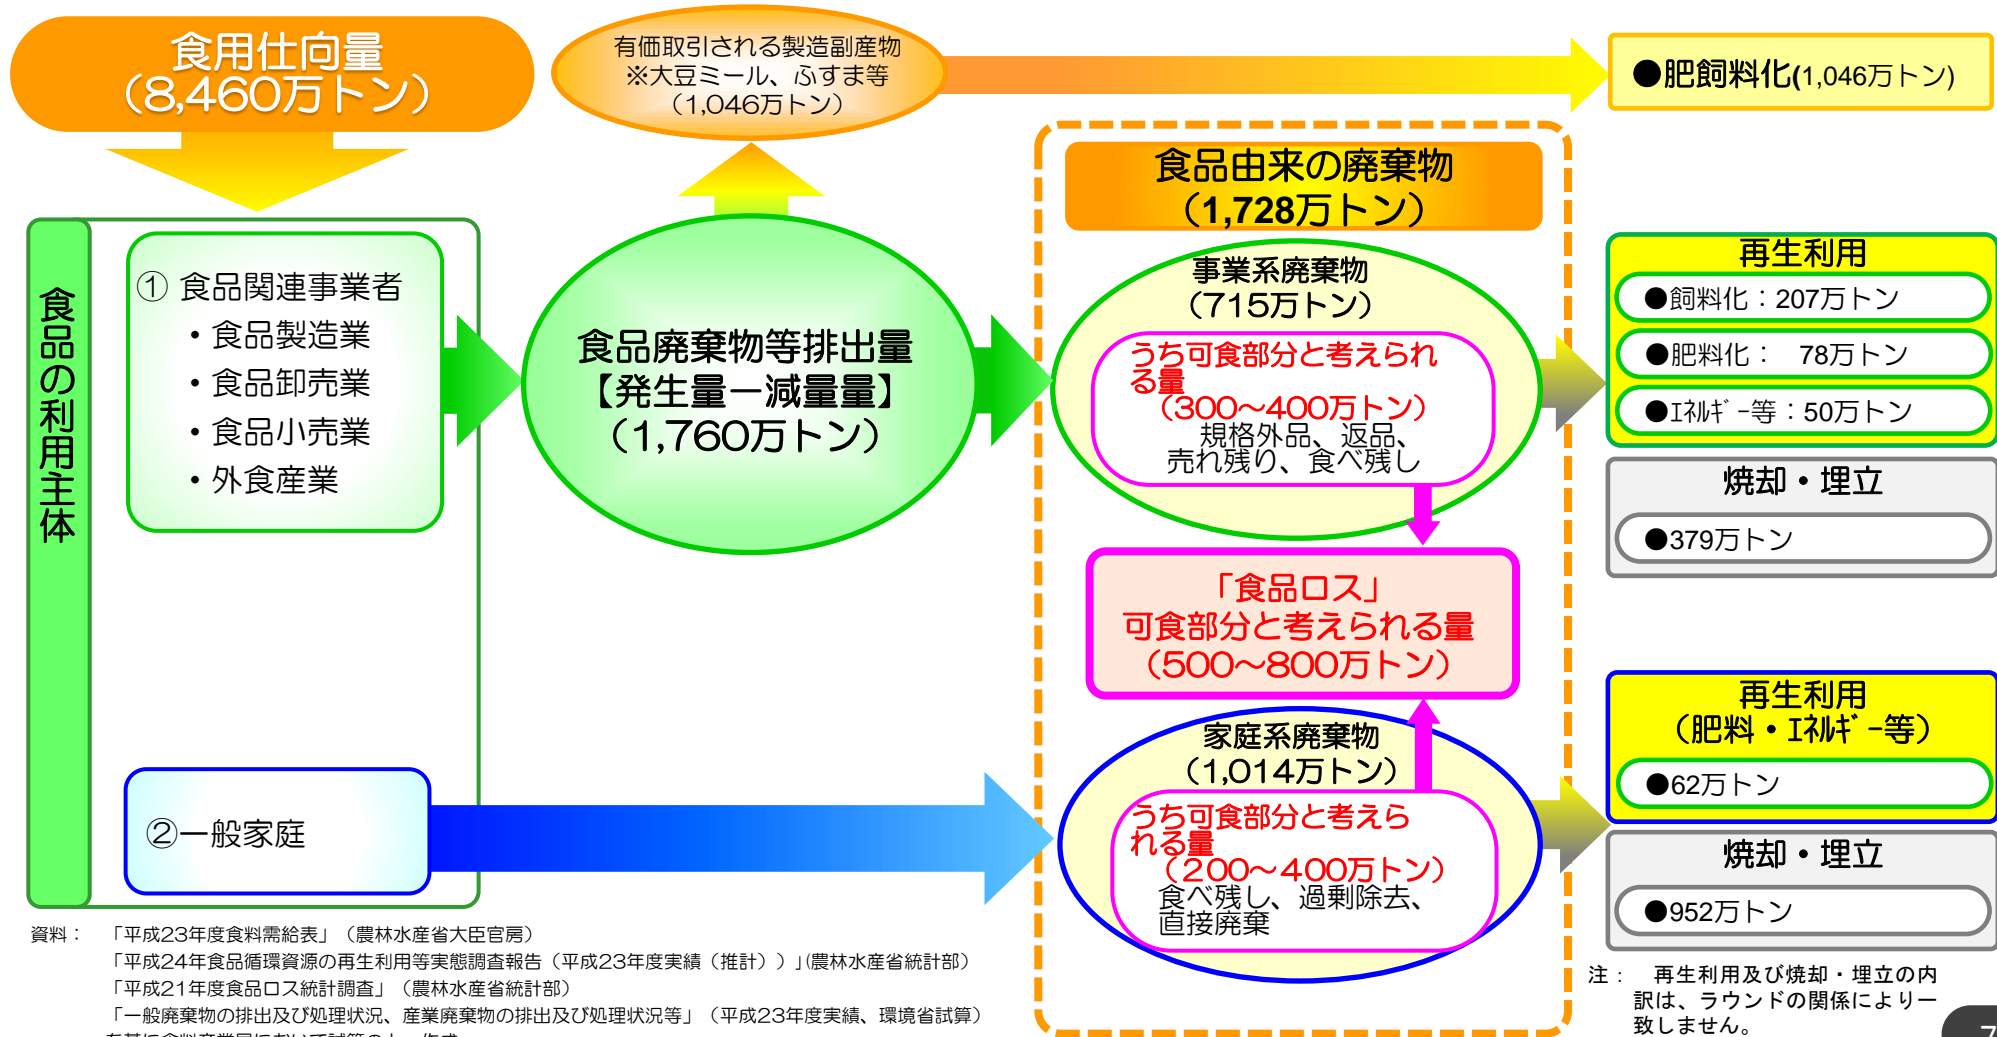 食用仕向量
（8,460万トン）
有価取引される製造副産物
※大豆ミール、ふすま等
（1,046万トン）
●肥飼料化(1,046万トン)
食品の利用主体
① 食品関連事業者
・食品製造業
・食品卸売業
・食品小売業
・外食産業
②一般家庭
食品廃棄物等排出量
【発生量－減量量】
（1,760万トン）
食品由来の廃棄物
（1,728万トン）
事業系廃棄物
（715万トン）
うち可食部分と考えられ
る量
（300～400万トン）
規格外品、返品、
売れ残り、食べ残し
「食品ロス」
可食部分と考えられる量
（500～800万トン）
家庭系廃棄物
（1,014万トン）
うち可食部分と考えら
れる量
（200～400万トン）
食べ残し、過剰除去、
直接廃棄
再生利用
●飼料化：207万トン
●肥料化：　78万トン
●ｴﾈﾙｷﾞｰ等：50万トン
焼却・埋立
●379万トン
再生利用
（肥料・ｴﾈﾙｷﾞｰ等）
●62万トン
焼却・埋立
●952万トン
資料：　「平成23年度食料需給表」（農林水産省大臣官房）
「平成24年食品循環資源の再生利用等実態調査報告（平成23年度実績（推計））」(農林水産省統計部）
「平成21年度食品ロス統計調査」（農林水産省統計部）
「一般廃棄物の排出及び処理状況、産業廃棄物の排出及び処理状況等」（平成23年度実績、環境省試算）
注：　再生利用及び焼却・埋立の内
訳は、ラウンドの関係により一
致しません。
7